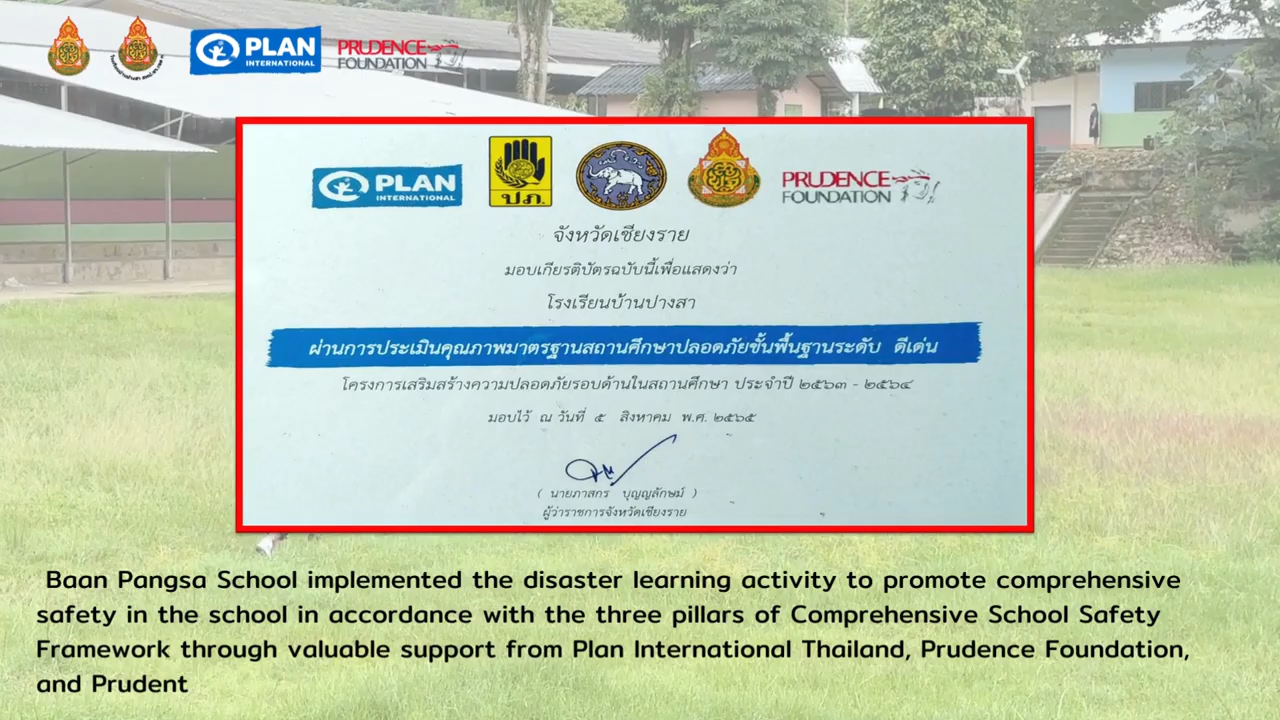 PLAN
INTERNATIONAL
PRUDENCE
FOUNDATION
PLAN
INTERNATIONAL
ปภ.
PRUDENCE
FOUNDATION
จังหวัดเชียงราย
มอบเกียรติบัตรฉบับนี้เพื่อแสดงว่า
โรงเรียนบ้านปางสา
ผ่านการประเมินคุณภาพมาตรฐานสถานศึกษาปลอดภัยขั้นพื้นฐานระดับ ดีเด่น
โครงการเสริมสร้างความปลอดภัยรอบด้านในสถานศึกษา ประจำปี ๒๕๖๓ - ๒๕๖๔
มอบไว้ ณ วันที่ ๕ สิงหาคม พ.ศ. ๒๕๖๕
( นายภาสกร บุญญลักษม์ )
ผู้ว่าราชการจังหวัดเชียงราย
Baan Pangsa School implemented the disaster learning activity to promote comprehensive
safety in the school in accordance with the three pillars of Comprehensive School Safety
Framework through valuable support from Plan International Thailand, Prudence Foundation,
and Prudent